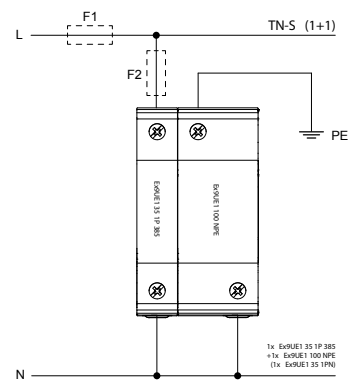 F1
TN-S (1+1)
L
F2
PE
Ex9UE1 35 1P 385
Ex9UE1 100 NPE
1x Ex9UE1 35 1P 385
+1x Ex9UE1 100 NPE
(1x Ex9UE1 35 1PN)
N